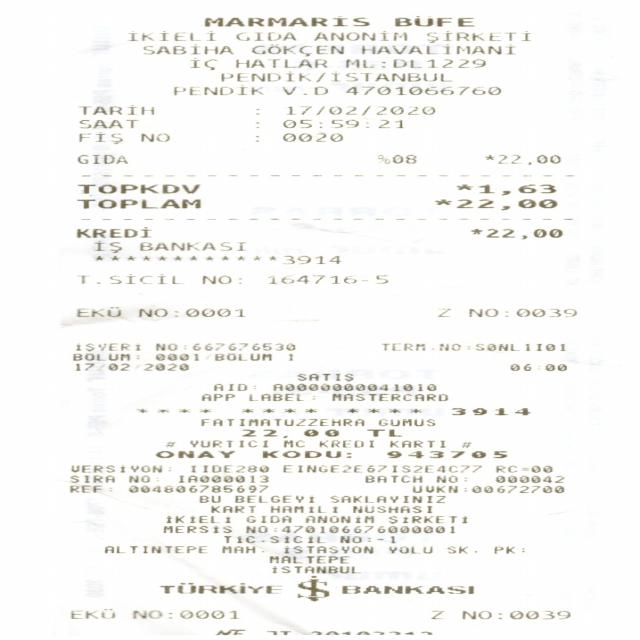 MARMARİS BÜFE
İKİELİ GIDA ANONİM ŞİRKETİ
SABİHA GÖKÇEN HAVALİMANİ
İÇ HATLAR ML:DL1229
PENDİK/İSTANBUL
PENDİK V.D 4701066760
TARİH : 17/02/2020
SAAT : 05:59:21
FİŞ NO : 0020
GIDA %08 *22,00
TOPKDV *1,63
TOPLAM *22,00
KREDİ *22,00
İŞ BANKASI
************3914
T.SİCİL NO: 164716-5
EKÜ NO:0001 Z NO:0039
İŞYERİ NO:667676530 TERM.NO:S0NL1I01
BÖLÜM: 0001/BÖLÜM 1
17/02/2020 06:00
SATIŞ
AID: A0000000041010
APP LABEL: MASTERCARD
**** **** **** 3914
FATIMATUZZEHRA GUMUS
22,00 TL
# YURTİÇİ MC KREDİ KARTI #
ONAY KODU: 943705
VERSİYON: IIDE280 EINGE2E67IS2E4C77 RC=00
SIRA NO: IA000013 BATCH NO: 000042
REF: 004806785697 UVKN:00672700
BU BELGEYİ SAKLAYINIZ
KART HAMİLİ NÜSHASI
İKİELİ GIDA ANONİM ŞİRKETİ
MERSİS NO:4701066760000001
TİC.SİCİL NO:-1
ALTINTEPE MAH. İSTASYON YOLU SK. PK:
MALTEPE
İSTANBUL
TÜRKİYE İŞ BANKASI
EKÜ NO:0001 Z NO:0039